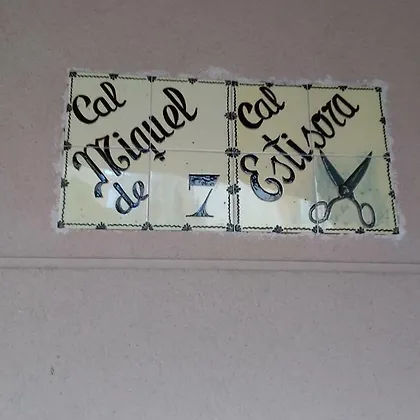 Cal
Miquel
de 7
Cal
Estisora